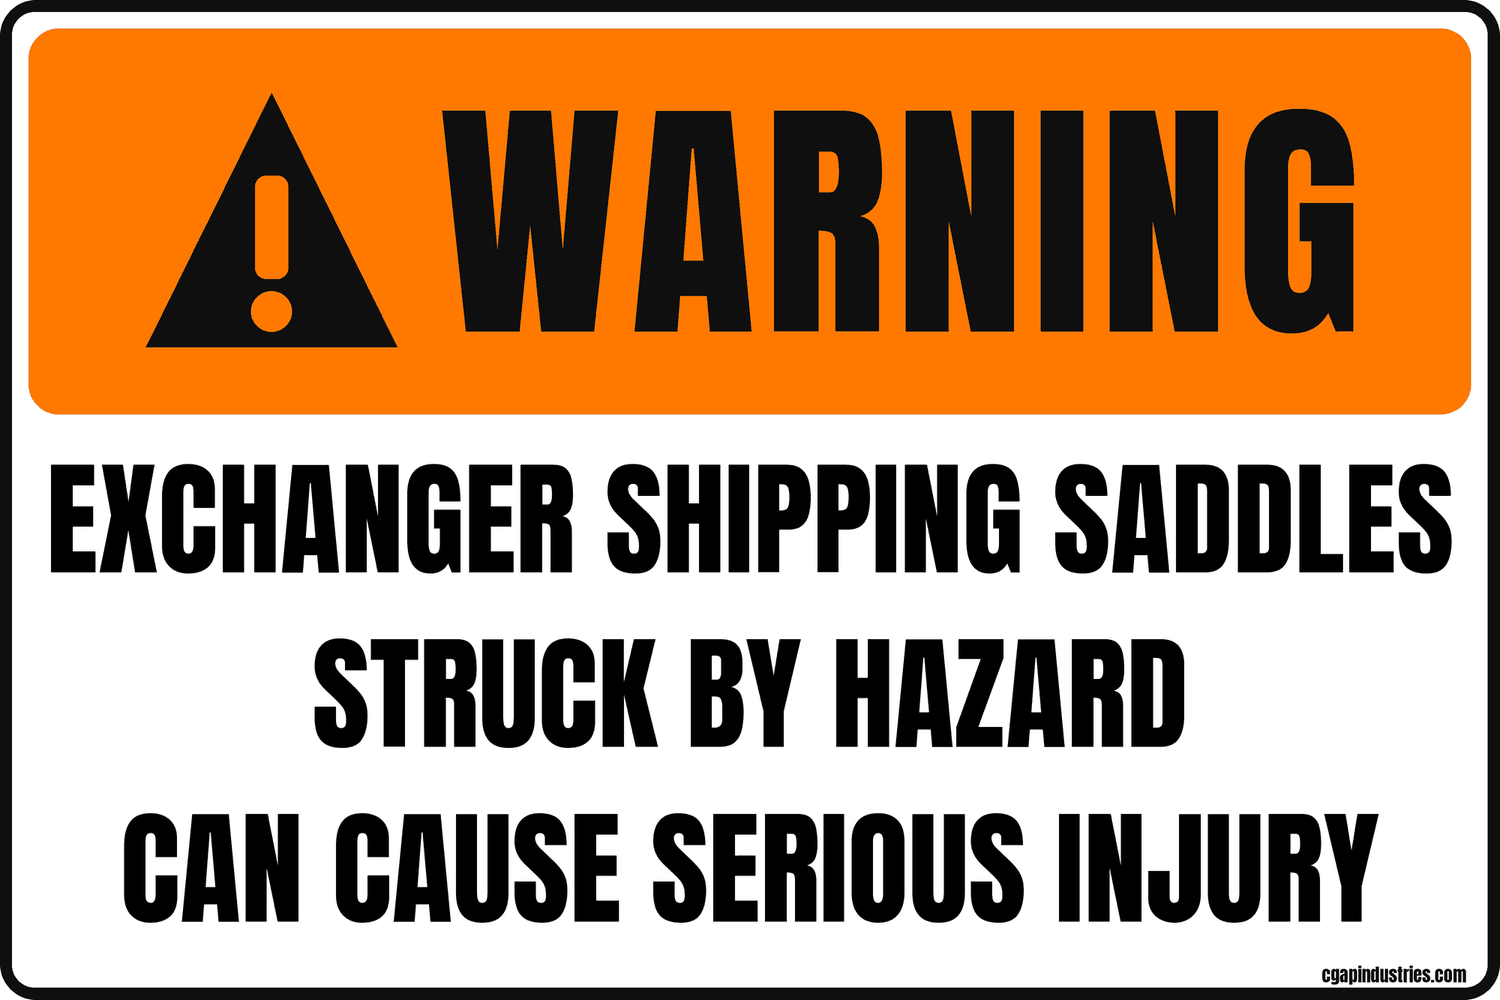 WARNING
EXCHANGER SHIPPING SADDLES
STRUCK BY HAZARD
CAN CAUSE SERIOUS INJURY
cgapindustries.com